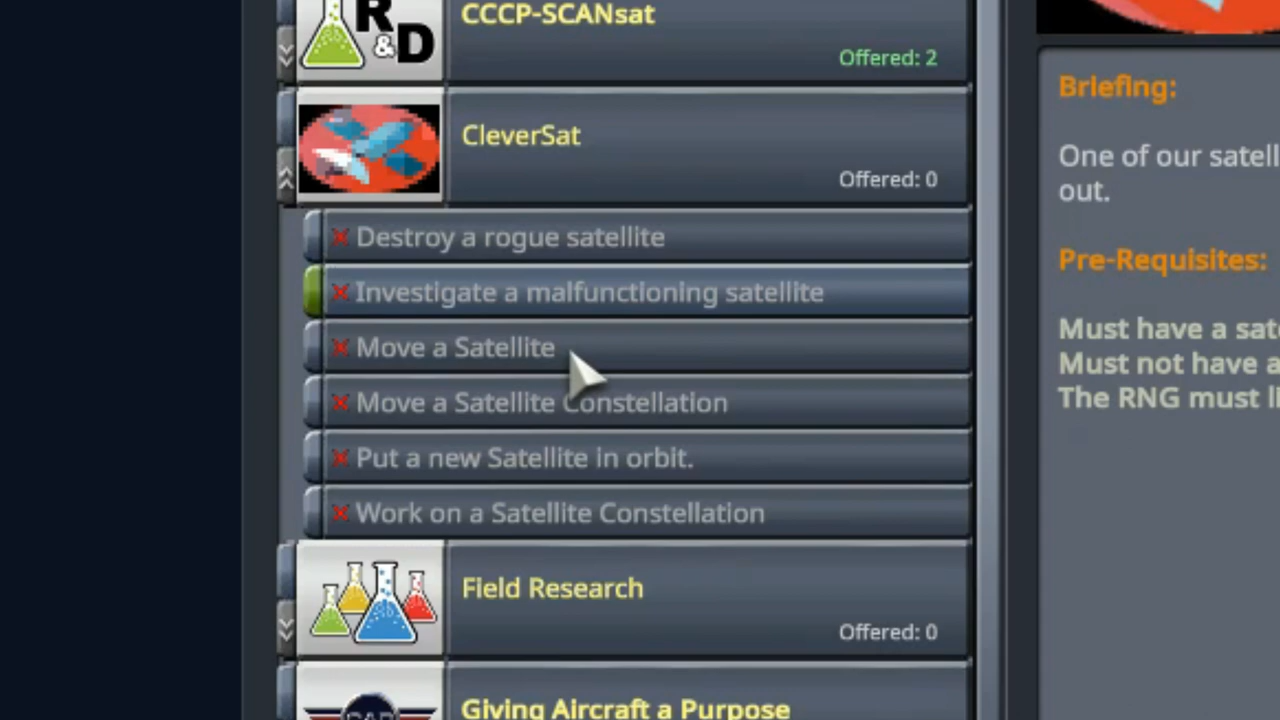 R
&D
CCCP-SCANsat
Offered: 2
CleverSat
Offered: 0
× Destroy a rogue satellite
× Investigate a malfunctioning satellite
× Move a Satellite
× Move a Satellite Constellation
× Put a new Satellite in orbit.
× Work on a Satellite Constellation
Field Research
Offered: 0
Giving Aircraft a Purpose
Briefing:
One of our satell
out.
Pre-Requisites:
Must have a sat
Must not have a
The RNG must li